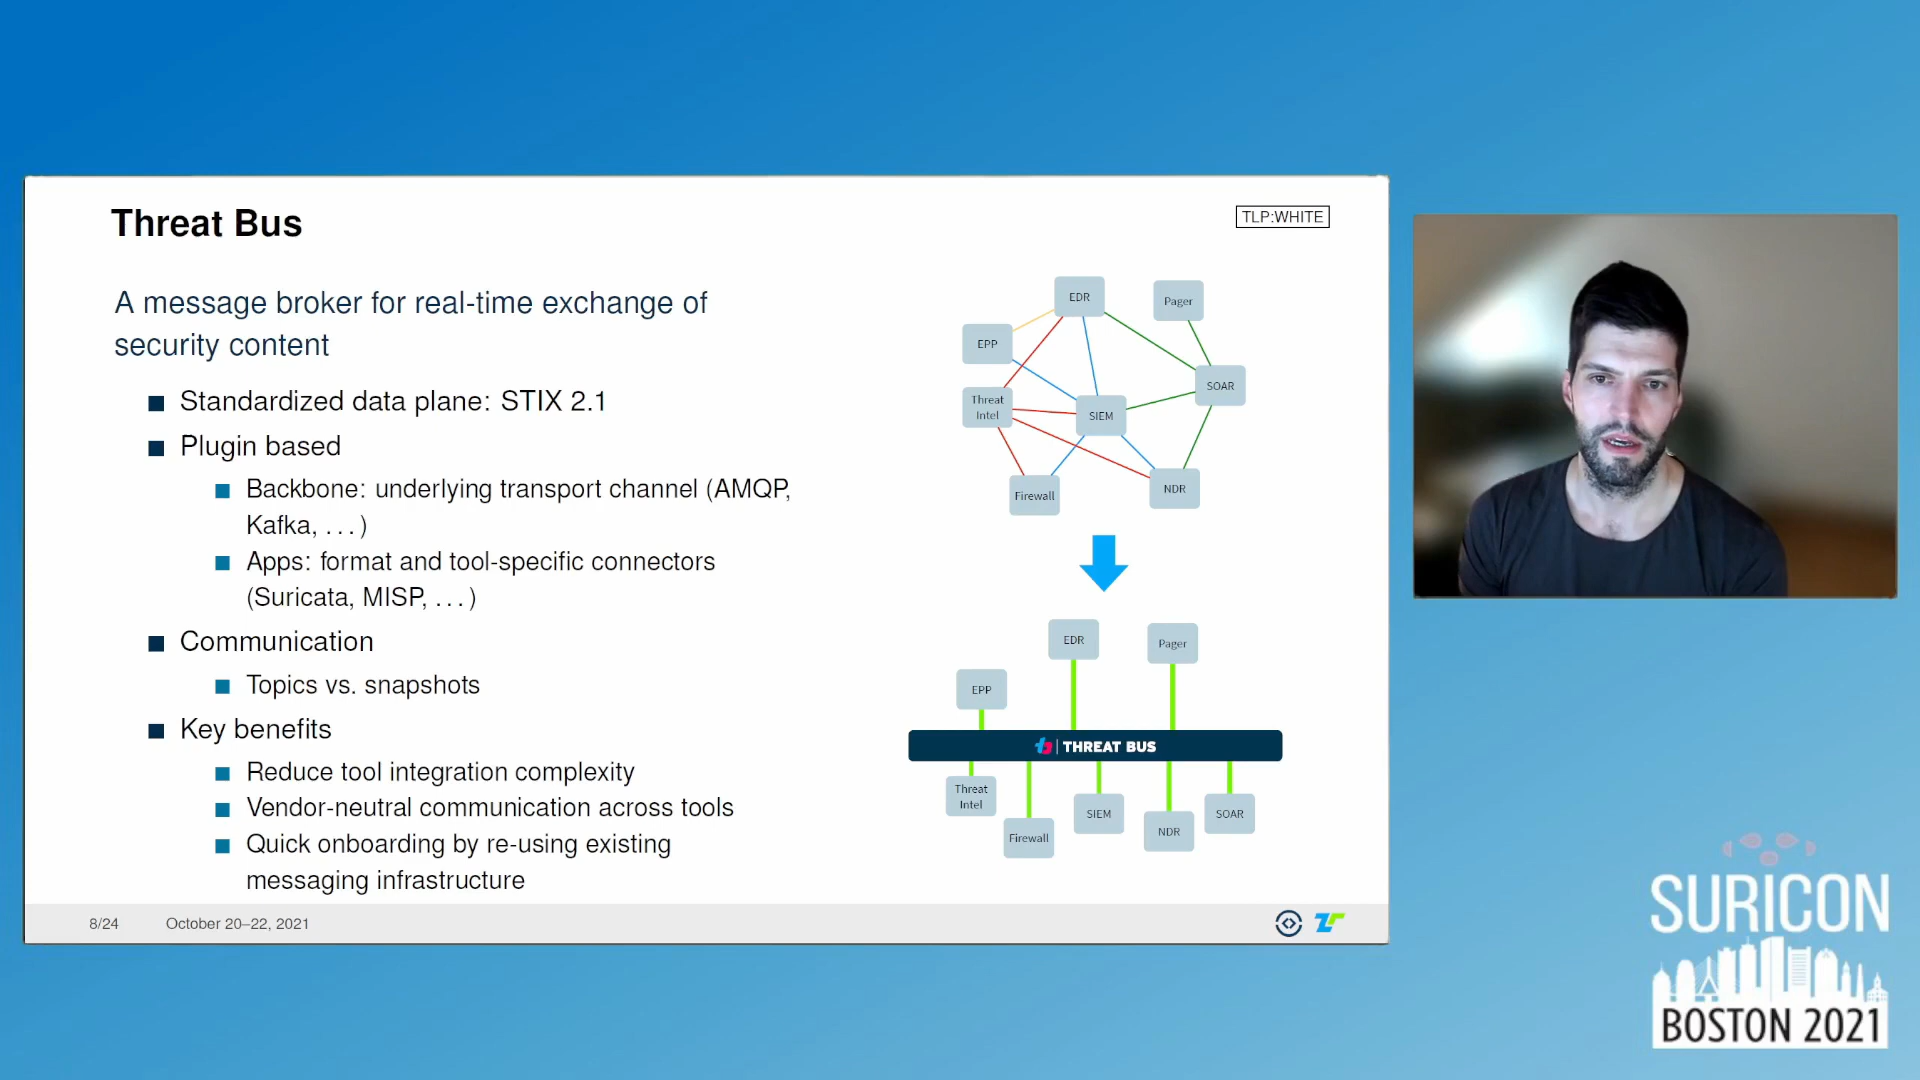 Threat Bus
TLP:WHITE
A message broker for real-time exchange of
security content
Standardized data plane: STIX 2.1
Plugin based
Backbone: underlying transport channel (AMQP,
Kafka, . . . )
Apps: format and tool-specific connectors
(Suricata, MISP, . . . )
Communication
Topics vs. snapshots
Key benefits
Reduce tool integration complexity
Vendor-neutral communication across tools
Quick onboarding by re-using existing
messaging infrastructure
EDR
Pager
EPP
SOAR
Threat
Intel
SIEM
Firewall
NDR
EDR
Pager
EPP
THREAT BUS
Threat
Intel
Firewall
SIEM
NDR
SOAR
8/24
October 20–22, 2021
SURICON
BOSTON 2021